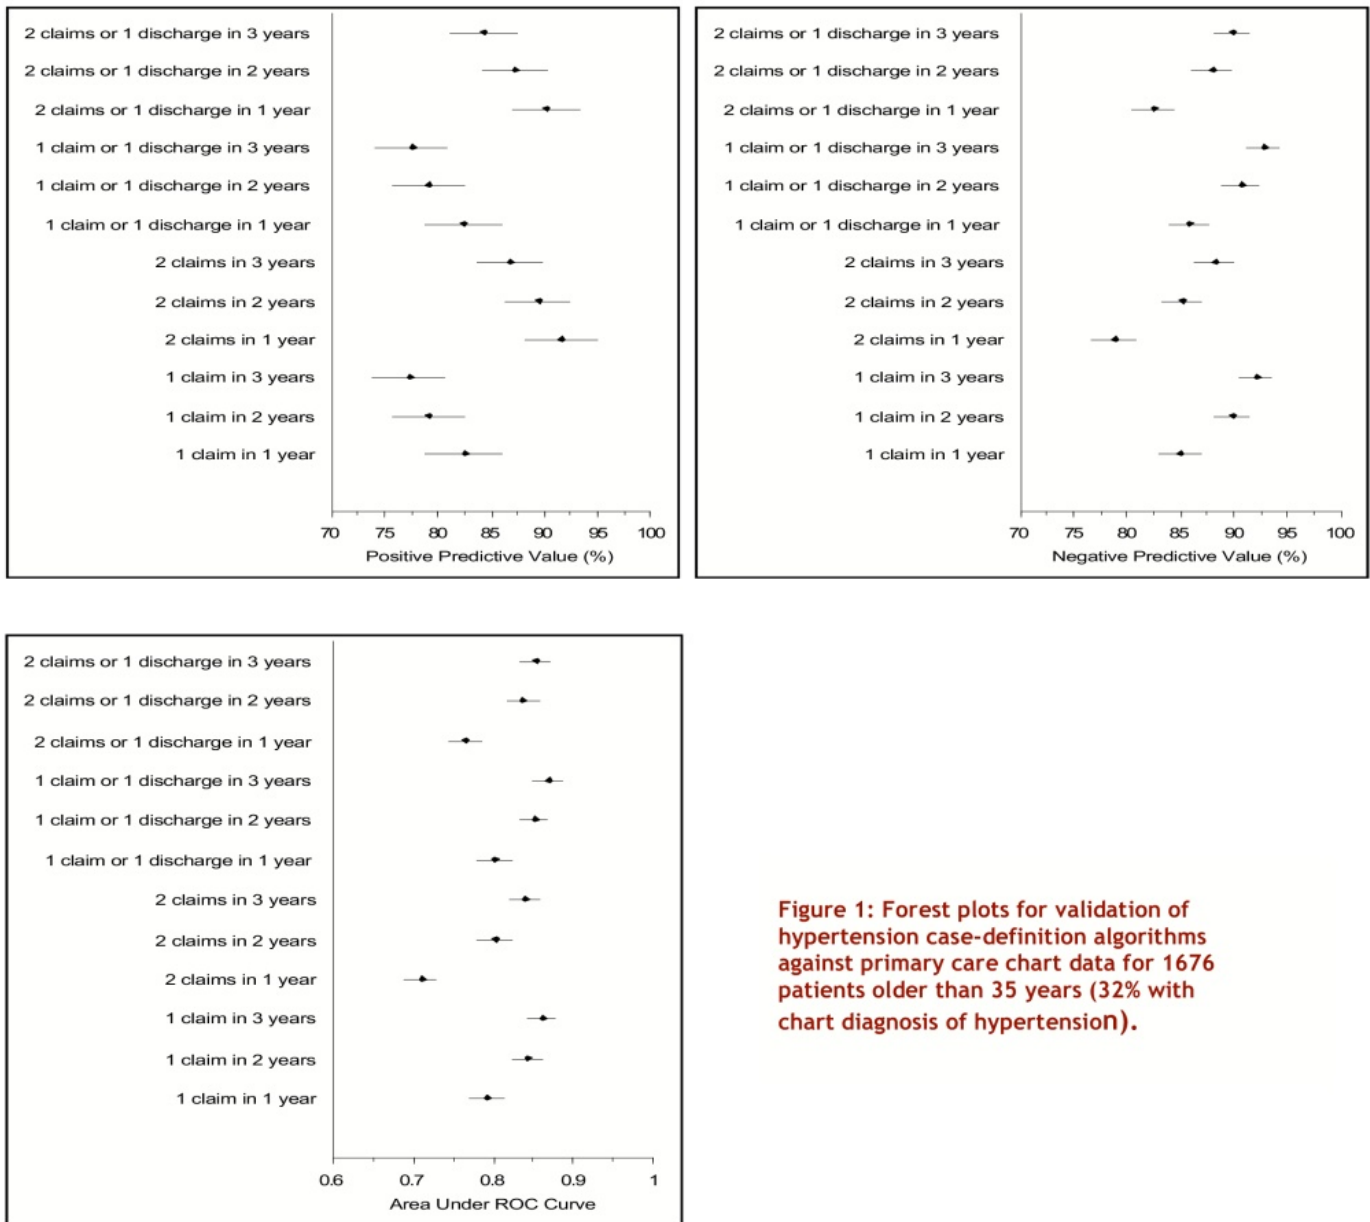 2 claims or 1 discharge in 3 years
2 claims or 1 discharge in 2 years
2 claims or 1 discharge in 1 year
1 claim or 1 discharge in 3 years
1 claim or 1 discharge in 2 years
1 claim or 1 discharge in 1 year
2 claims in 3 years
2 claims in 2 years
2 claims in 1 year
1 claim in 3 years
1 claim in 2 years
1 claim in 1 year
70 75 80 85 90 95 100
Positive Predictive Value (%)
2 claims or 1 discharge in 3 years
2 claims or 1 discharge in 2 years
2 claims or 1 discharge in 1 year
1 claim or 1 discharge in 3 years
1 claim or 1 discharge in 2 years
1 claim or 1 discharge in 1 year
2 claims in 3 years
2 claims in 2 years
2 claims in 1 year
1 claim in 3 years
1 claim in 2 years
1 claim in 1 year
70 75 80 85 90 95 100
Negative Predictive Value (%)
2 claims or 1 discharge in 3 years
2 claims or 1 discharge in 2 years
2 claims or 1 discharge in 1 year
1 claim or 1 discharge in 3 years
1 claim or 1 discharge in 2 years
1 claim or 1 discharge in 1 year
2 claims in 3 years
2 claims in 2 years
2 claims in 1 year
1 claim in 3 years
1 claim in 2 years
1 claim in 1 year
0.6 0.7 0.8 0.9 1
Area Under ROC Curve
Figure 1: Forest plots for validation of
hypertension case-definition algorithms
against primary care chart data for 1676
patients older than 35 years (32% with
chart diagnosis of hypertension).